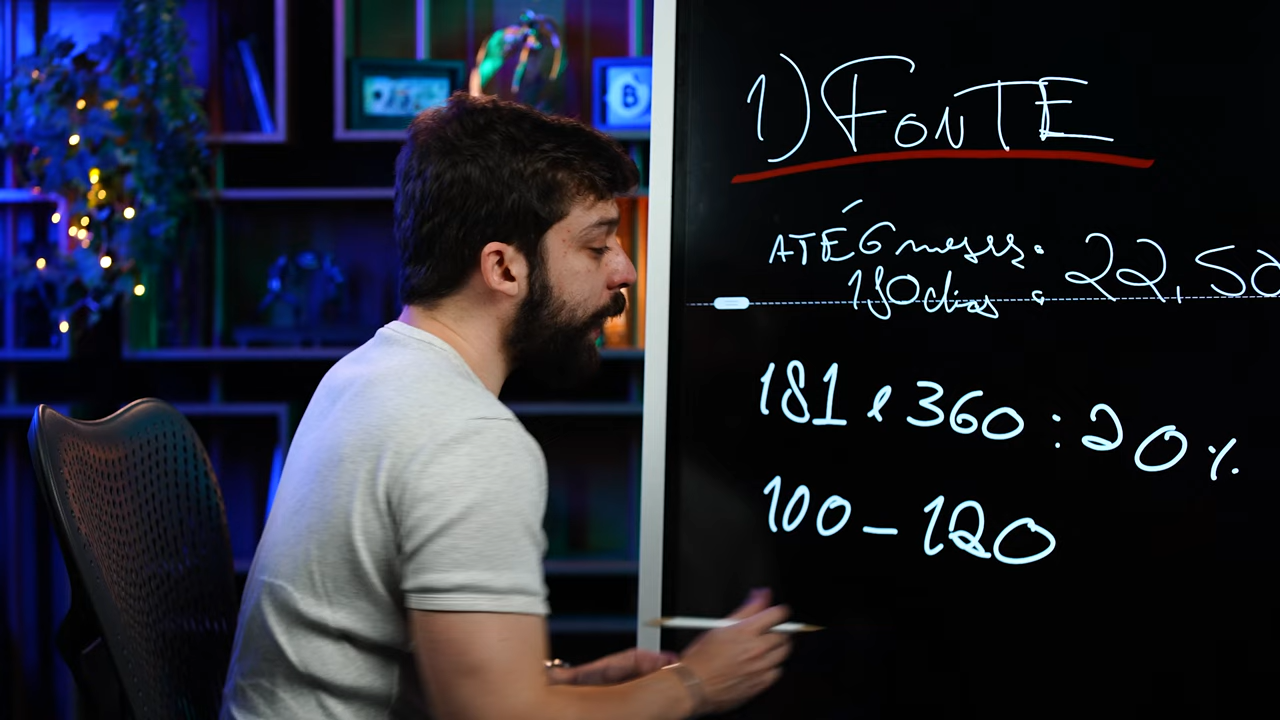 1) FONTE
ATÉ 6 meses:
180 dias : 22,50
181 e 360 : 20%
100 - 120
B